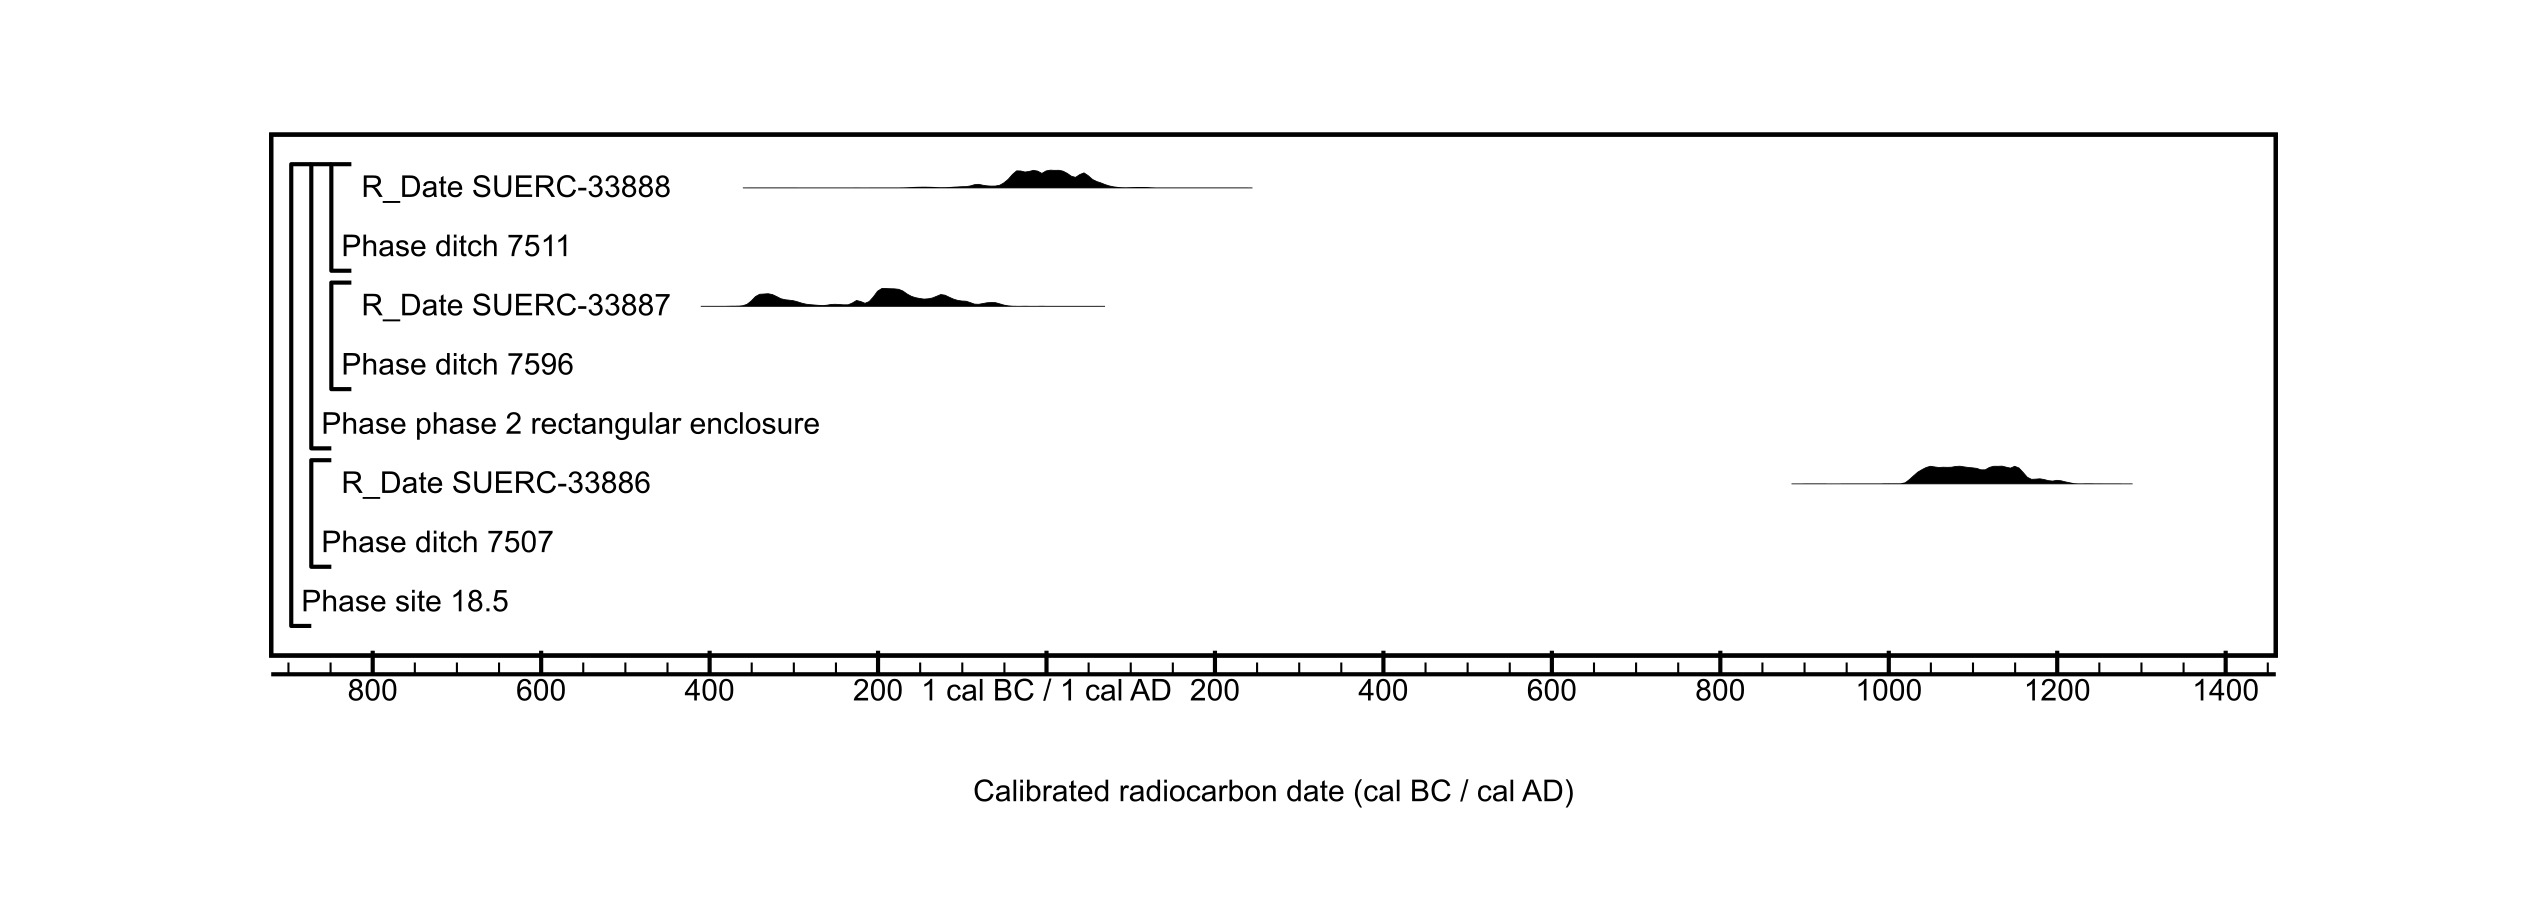 R_Date SUERC-33888
Phase ditch 7511
R_Date SUERC-33887
Phase ditch 7596
Phase phase 2 rectangular enclosure
R_Date SUERC-33886
Phase ditch 7507
Phase site 18.5
800 600 400 200 1 cal BC / 1 cal AD 200 400 600 800 1000 1200 1400
Calibrated radiocarbon date (cal BC / cal AD)